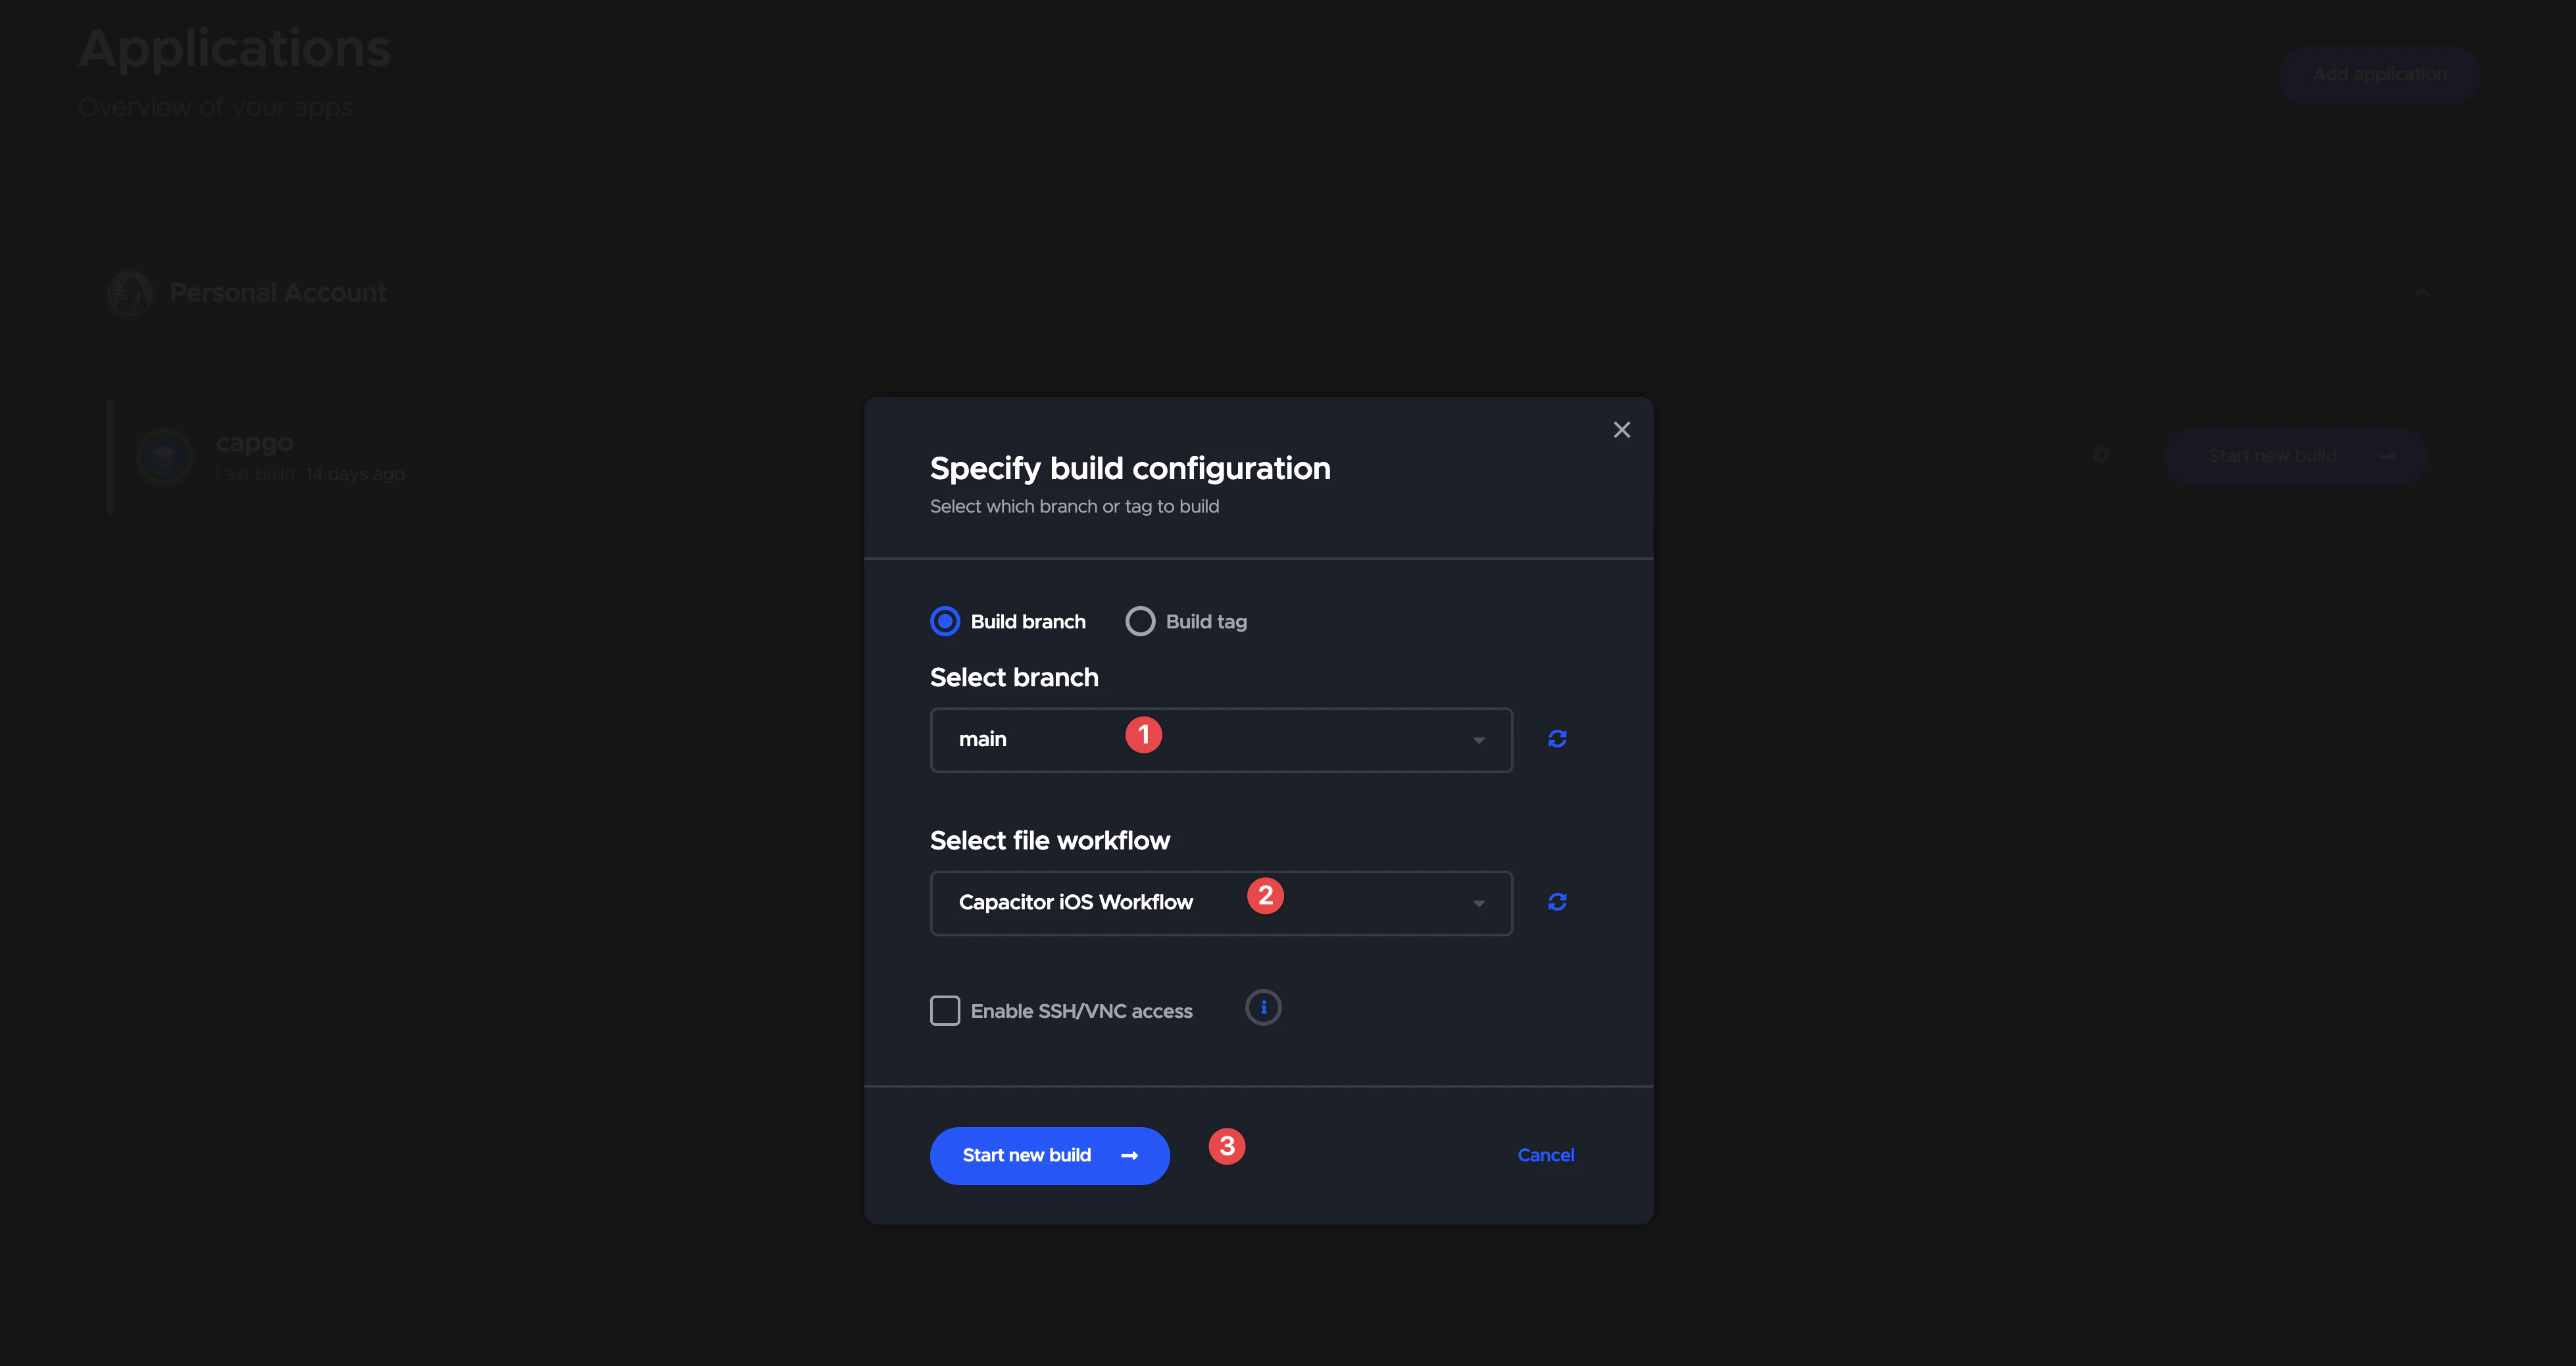 Applications
Add application
Overview of your apps
Personal Account
capgo
Last build: 14 days ago
Start new build
Specify build configuration
Select which branch or tag to build
Build branch
Build tag
Select branch
main
1
Select file workflow
Capacitor iOS Workflow
2
Enable SSH/VNC access
i
Start new build
3
Cancel